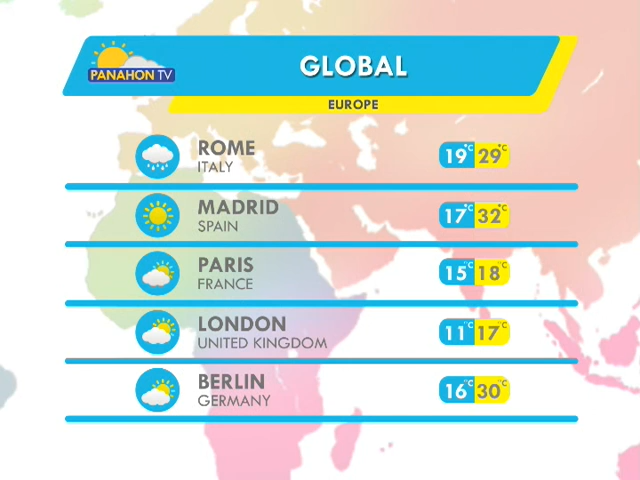 PANAHON TV
GLOBAL
EUROPE
ROME
ITALY
19°C 29°C
MADRID
SPAIN
17°C 32°C
PARIS
FRANCE
15°C 18°C
LONDON
UNITED KINGDOM
11°C 17°C
BERLIN
GERMANY
16°C 30°C